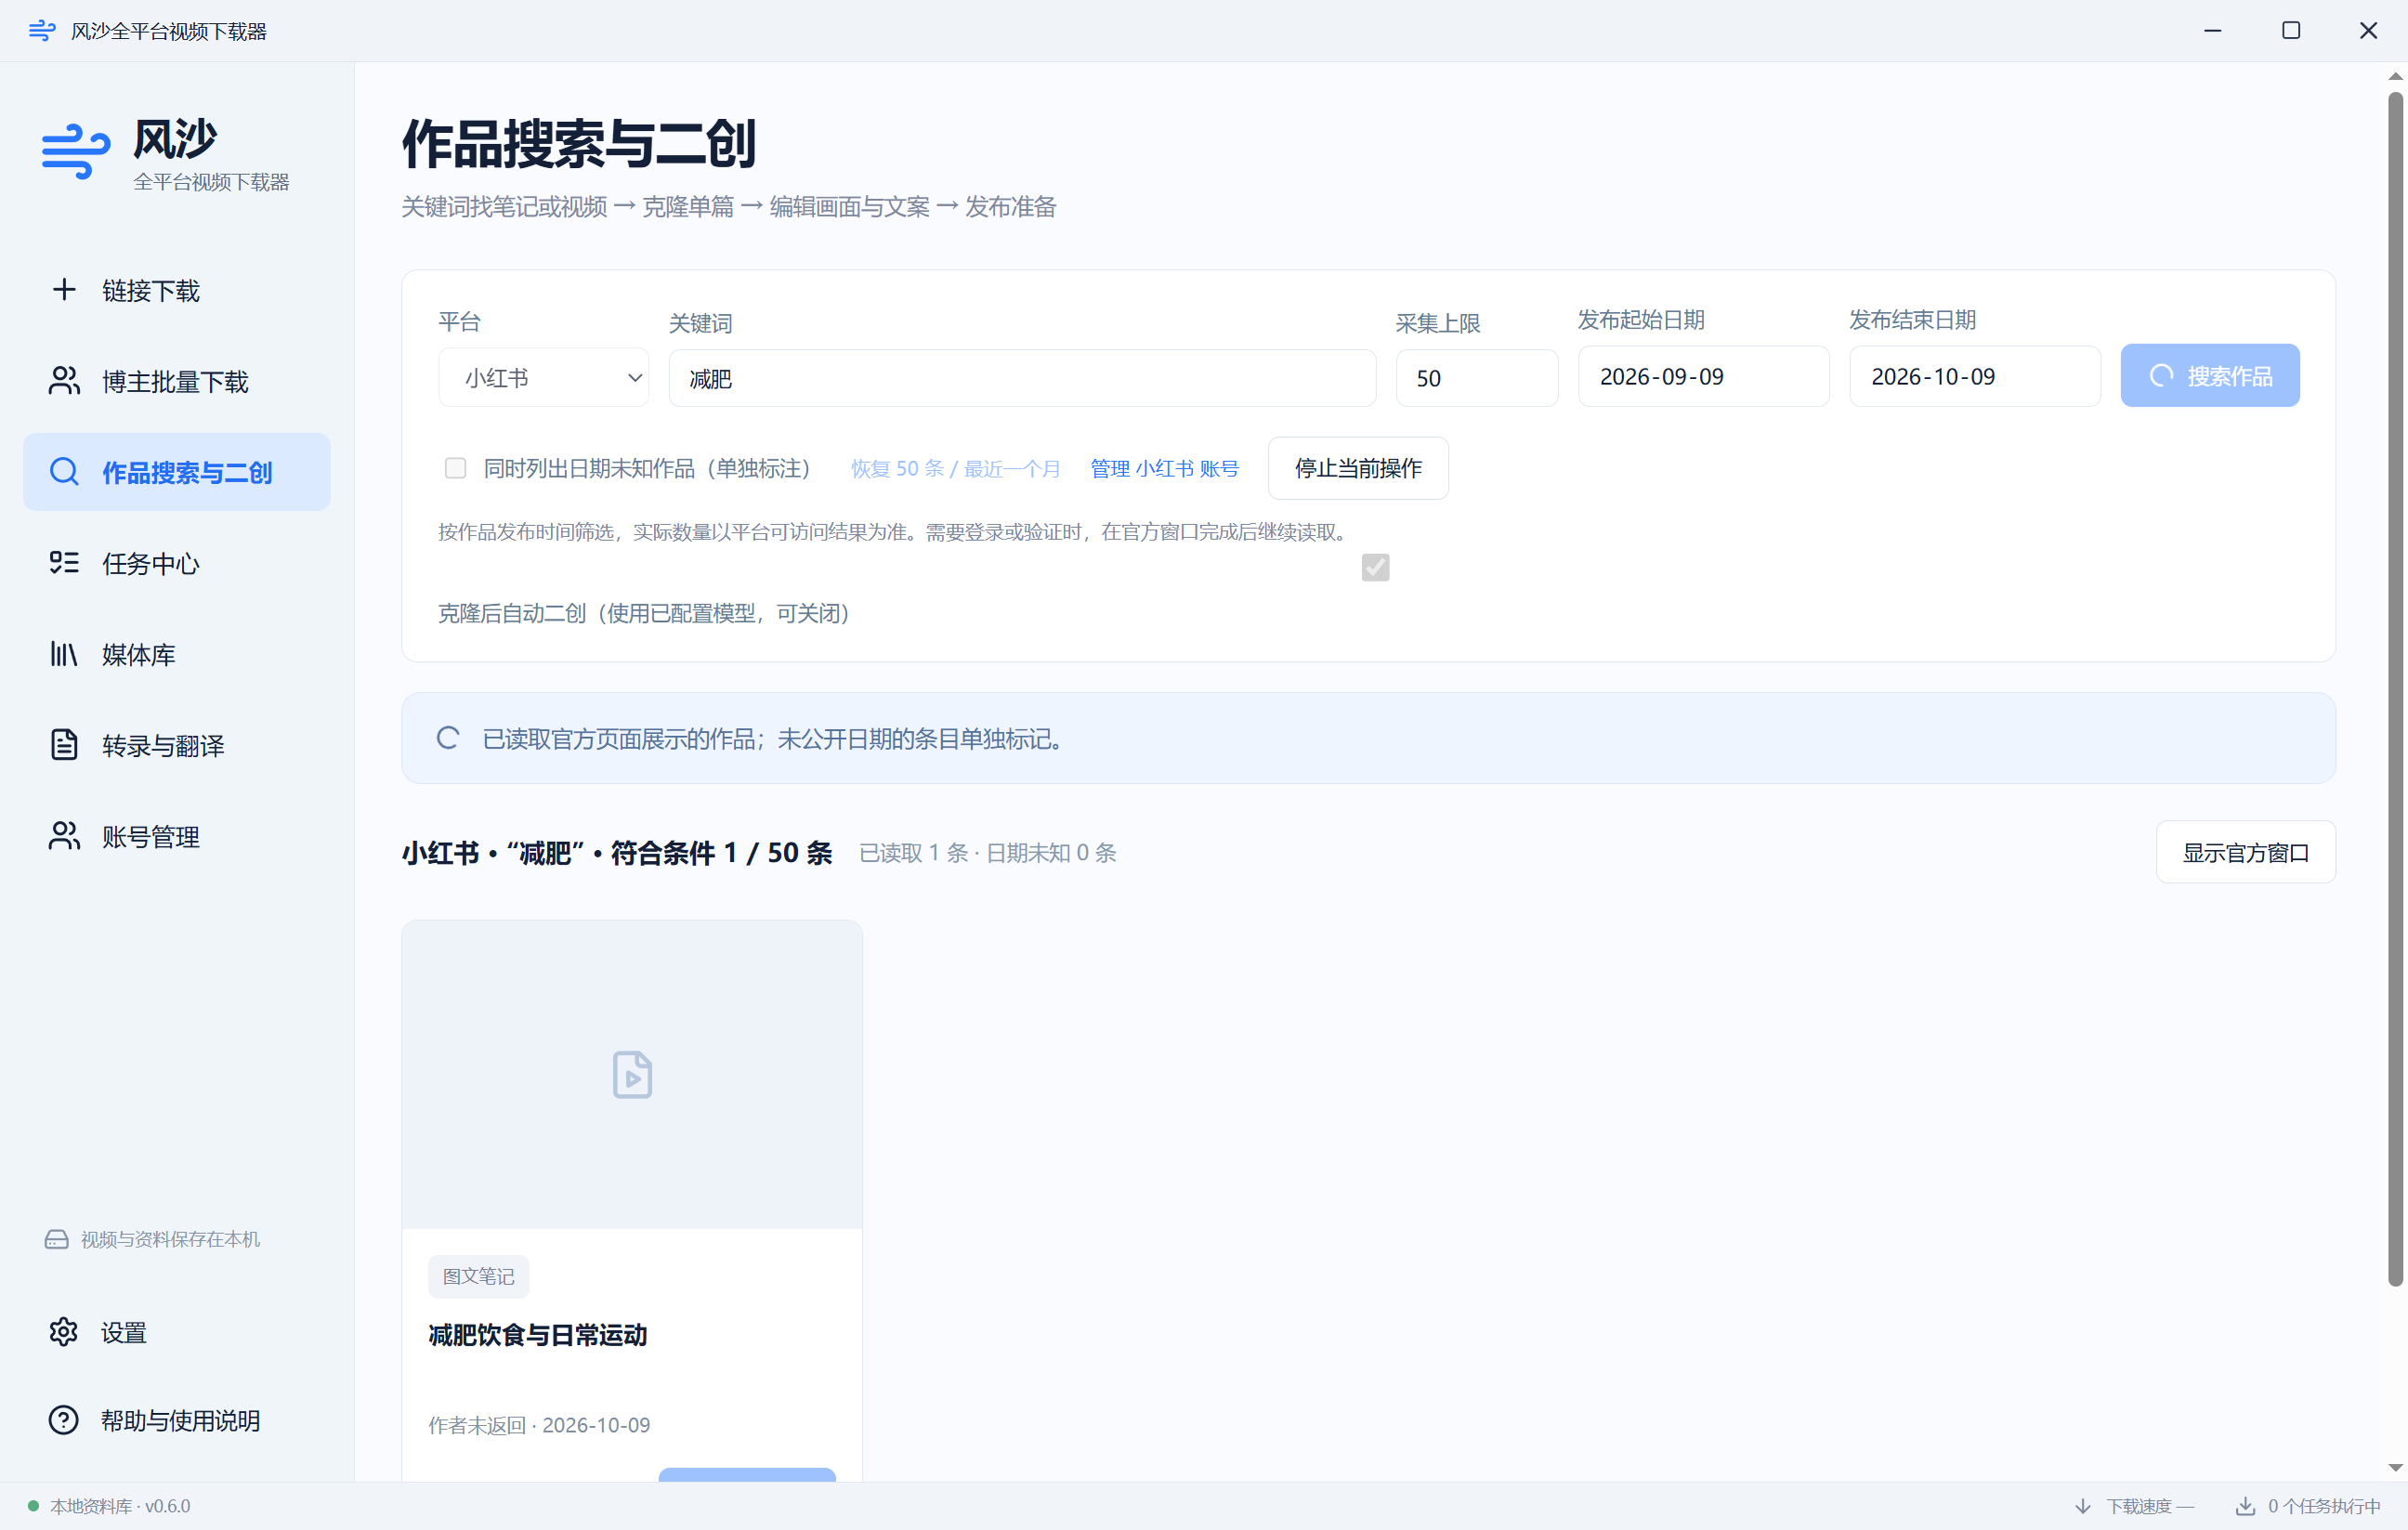 风沙全平台视频下载器
风沙
全平台视频下载器
链接下载
博主批量下载
作品搜索与二创
任务中心
媒体库
转录与翻译
账号管理
视频与资料保存在本机
设置
帮助与使用说明
作品搜索与二创
关键词找笔记或视频 → 克隆单篇 → 编辑画面与文案 → 发布准备
平台 关键词 采集上限 发布起始日期 发布结束日期
小红书 减肥 50 2026-09-09 2026-10-09 搜索作品
同时列出日期未知作品（单独标注） 恢复 50 条 / 最近一个月 管理 小红书 账号 停止当前操作
按作品发布时间筛选，实际数量以平台可访问结果为准。需要登录或验证时，在官方窗口完成后继续读取。
克隆后自动二创（使用已配置模型，可关闭）
已读取官方页面展示的作品；未公开日期的条目单独标记。
小红书 · “减肥” · 符合条件 1 / 50 条 已读取 1 条 · 日期未知 0 条 显示官方窗口
图文笔记
减肥饮食与日常运动
作者未返回 · 2026-10-09
本地资料库 · v0.6.0 下载速度 — 0 个任务执行中